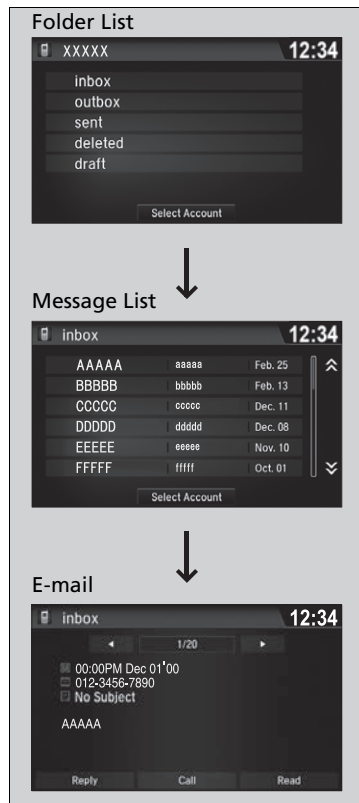 Folder List
XXXXX 12:34
inbox
outbox
sent
deleted
draft
Select Account
Message List
inbox 12:34
AAAAA aaaaa Feb. 25
BBBBB bbbbb Feb. 13
CCCCC ccccc Dec. 11
DDDDD ddddd Dec. 08
EEEEE eeeee Nov. 10
FFFFF fffff Oct. 01
Select Account
E-mail
inbox 12:34
1/20
00:00PM Dec 01'00
012-3456-7890
No Subject
AAAAA
Reply Call Read